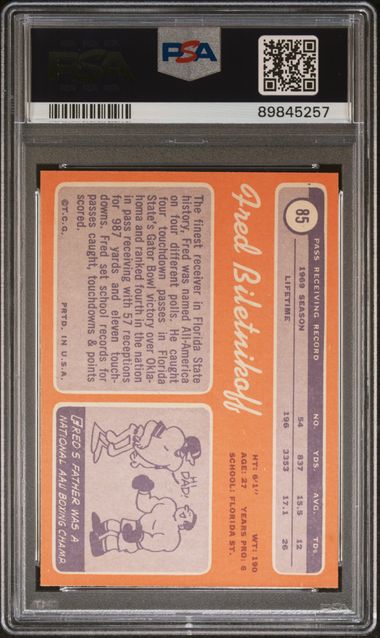 PSA
PSA
89845257
85
PASS RECEIVING RECORD
NO. YDS. AVG. TDS.
1969 SEASON 54 837 15.5 12
LIFETIME 196 3353 17.1 26
Fred Biletnikoff
HT: 6'1" WT: 190
AGE: 27 YEARS PRO: 6
SCHOOL: FLORIDA ST.
The finest receiver in Florida State
history, Fred was named All-America
on four different polls. He caught
four touchdown passes in Florida
State's Gator Bowl victory over Okla-
homa and ranked fourth in the nation
in pass receiving with 57 receptions
for 987 yards and eleven touch-
downs. Fred set school records for
passes caught, touchdowns & points
scored.
©T.C.G. PRTD. IN U.S.A.
HI DAD!
FRED'S FATHER WAS A
NATIONAL AAU BOXING CHAMP.